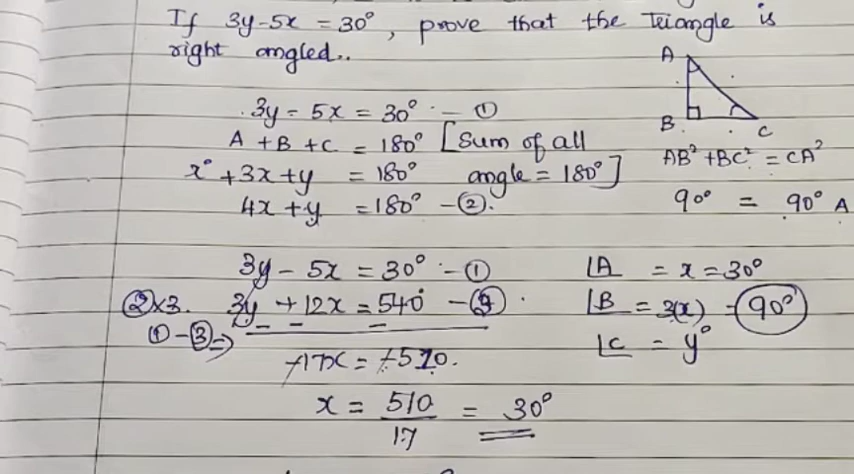 If 3y-5x = 30°, prove that the triangle is
right angled..
A
B
C
3y - 5x = 30° - ①
A + B + C = 180° [Sum of all
angle = 180°]
x° + 3x + y = 180°
4x + y = 180° - ②.
AB² + BC² = CA²
90° = 90° A
3y - 5x = 30° - ①
②×3. 3y + 12x = 540° - ③.
① - ③ ⇒ - - -
-17x = -510.
x = 510/17 = 30°
∠A = x = 30°
∠B = 3(x) = 90°
∠C = y°